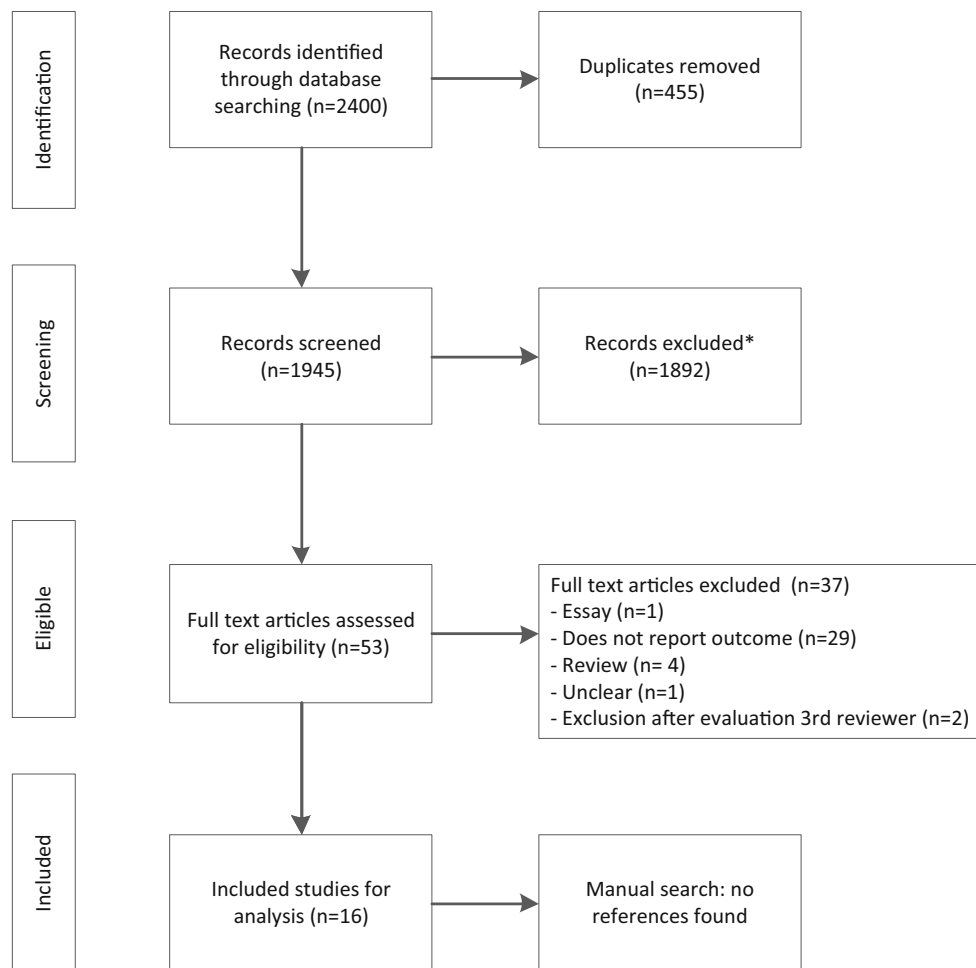 Identification
Records identified
through database
searching (n=2400)
Duplicates removed
(n=455)
Screening
Records screened
(n=1945)
Records excluded*
(n=1892)
Eligible
Full text articles assessed
for eligibility (n=53)
Full text articles excluded (n=37)
- Essay (n=1)
- Does not report outcome (n=29)
- Review (n= 4)
- Unclear (n=1)
- Exclusion after evaluation 3rd reviewer (n=2)
Included
Included studies for
analysis (n=16)
Manual search: no
references found